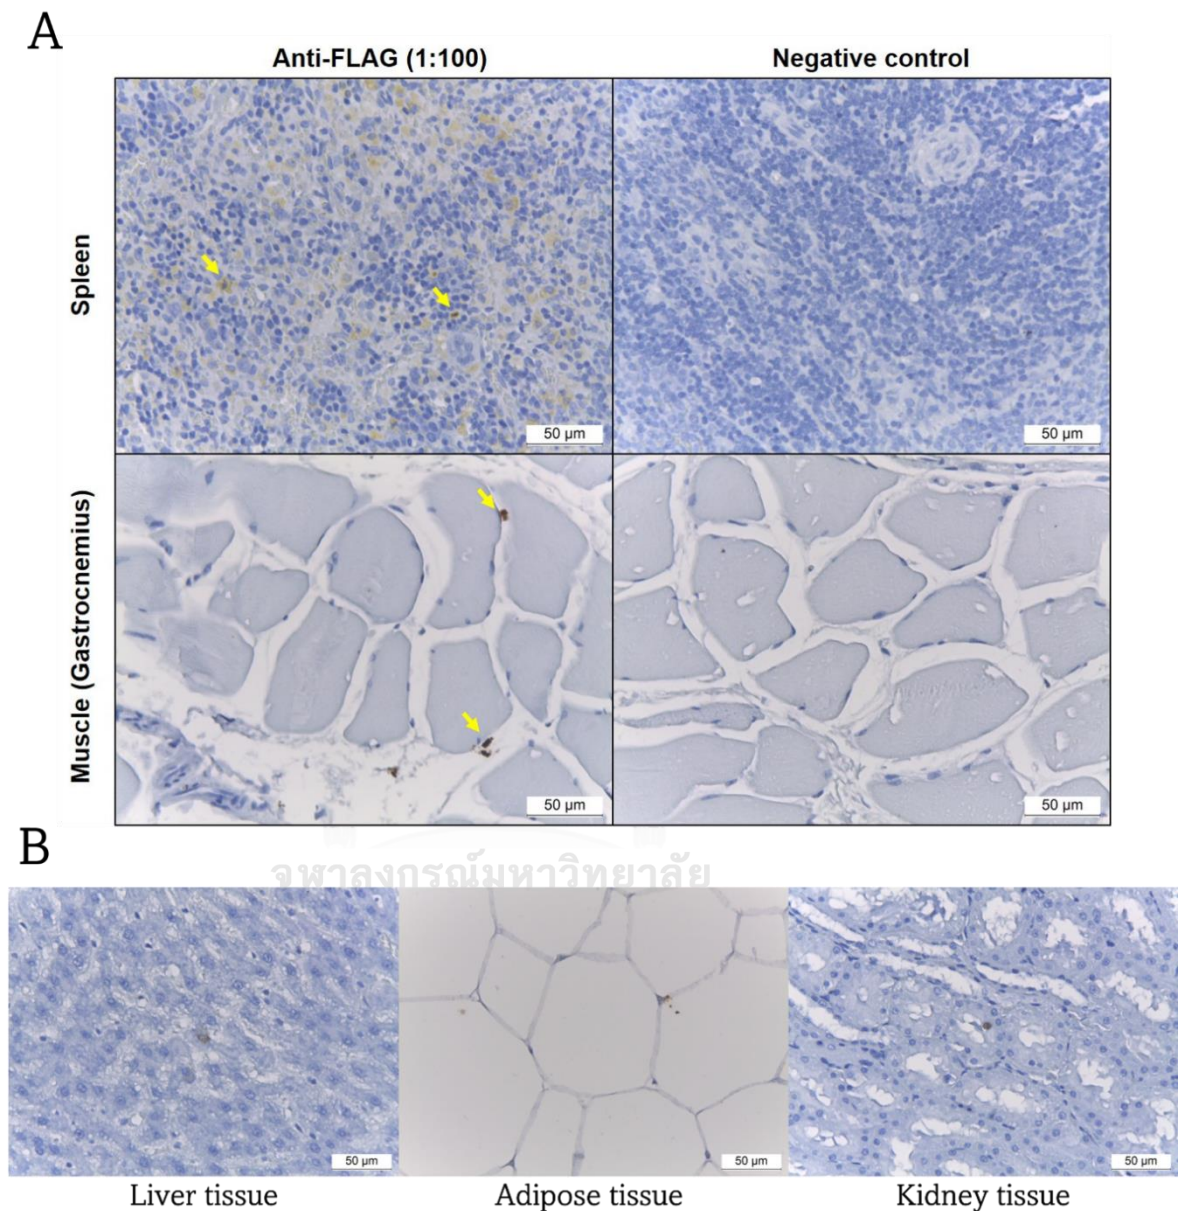 A
Anti-FLAG (1:100)
Negative control
Spleen
50 µm
50 µm
Muscle (Gastrocnemius)
50 µm
50 µm
B
จุฬาลงกรณ์มหาวิทยาลัย
50 µm
50 µm
50 µm
Liver tissue
Adipose tissue
Kidney tissue